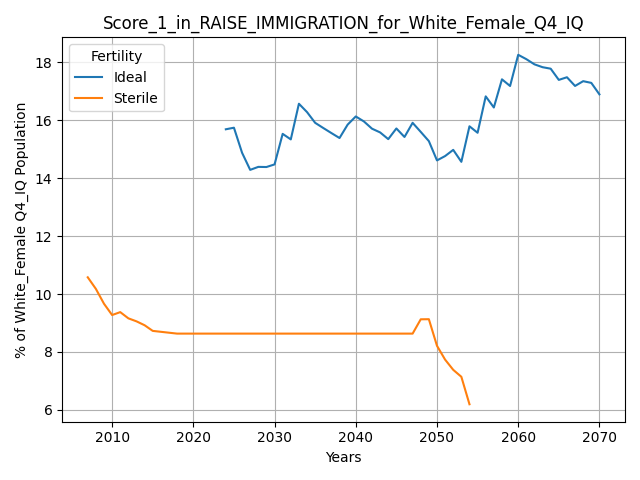 Score_1_in_RAISE_IMMIGRATION_for_White_Female_Q4_IQ
Fertility
Ideal
Sterile
% of White_Female Q4_IQ Population
18
16
14
12
10
8
6
2010 2020 2030 2040 2050 2060 2070
Years